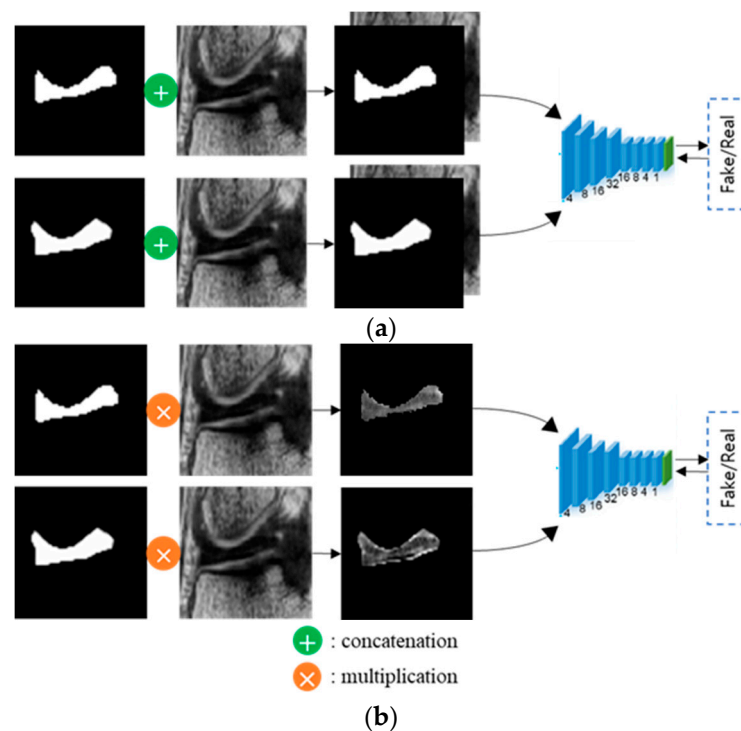 Fake/Real
4 8 16 32 16 8 4 1
(a)
Fake/Real
4 8 16 32 16 8 4 1
: concatenation
: multiplication
(b)